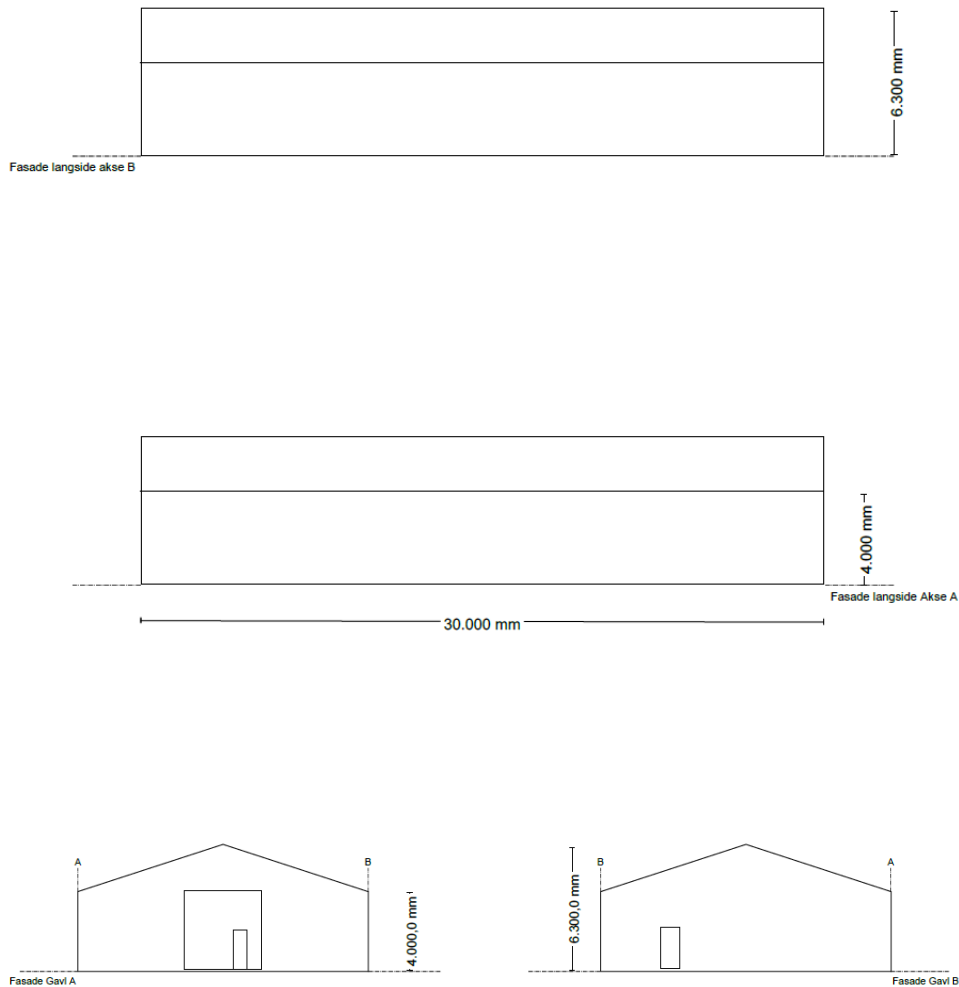 6.300 mm
Fasade langside akse B
4.000 mm
Fasade langside Akse A
30.000 mm
A
B
B
A
4.000,0 mm
6.300,0 mm
Fasade Gavl A
Fasade Gavl B